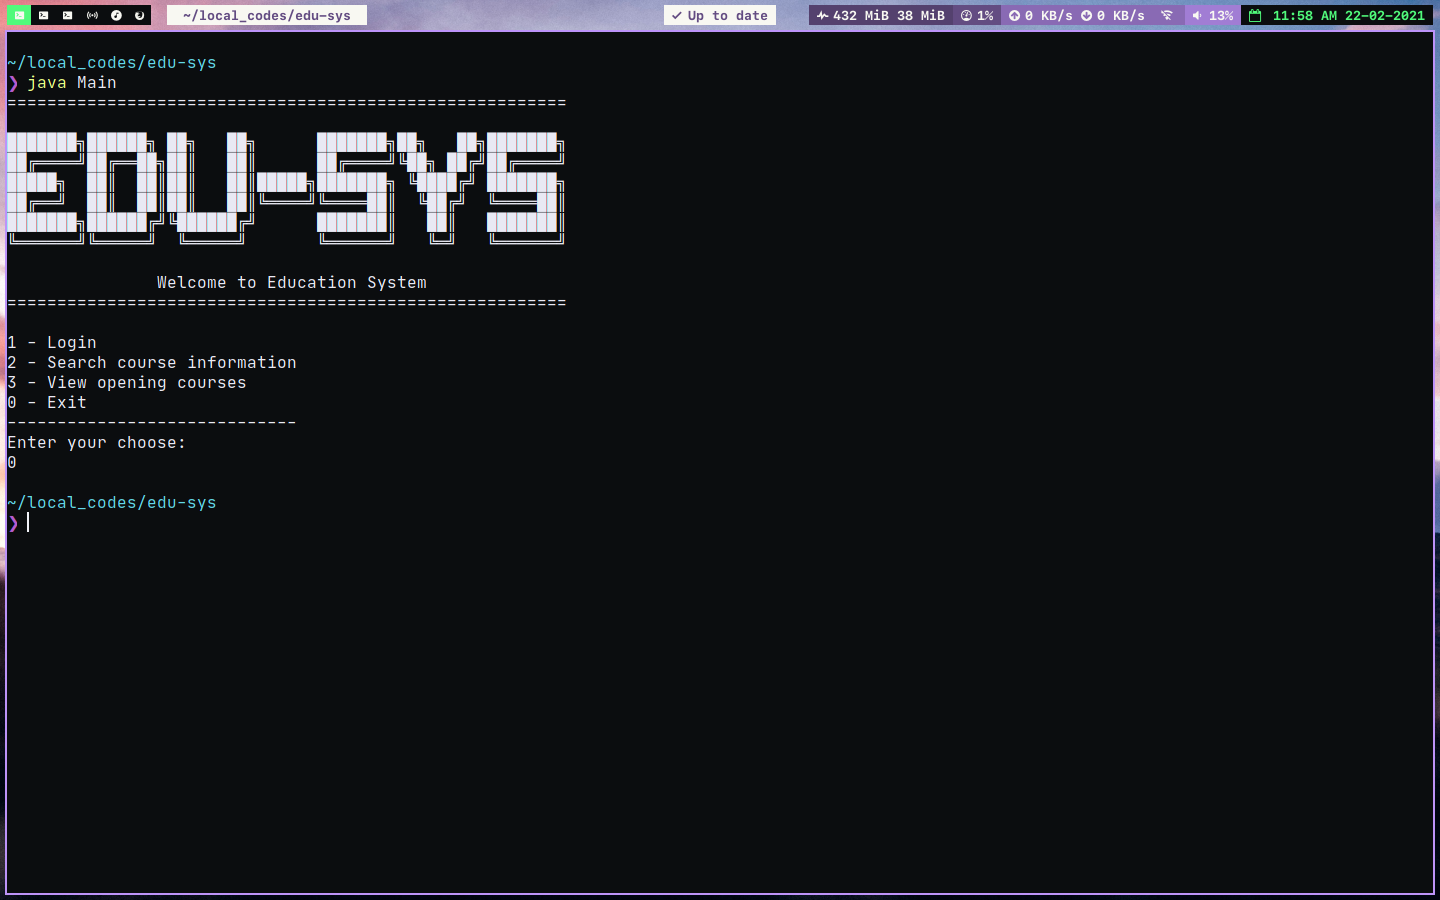 ~/local_codes/edu-sys
Up to date
432 MiB 38 MiB
1%
0 KB/s 0 KB/s
13%
11:58 AM 22-02-2021
~/local_codes/edu-sys
❯ java Main
========================================================
EDU-SYS
Welcome to Education System
========================================================
1 - Login
2 - Search course information
3 - View opening courses
0 - Exit
-----------------------------
Enter your choose:
0
~/local_codes/edu-sys
❯